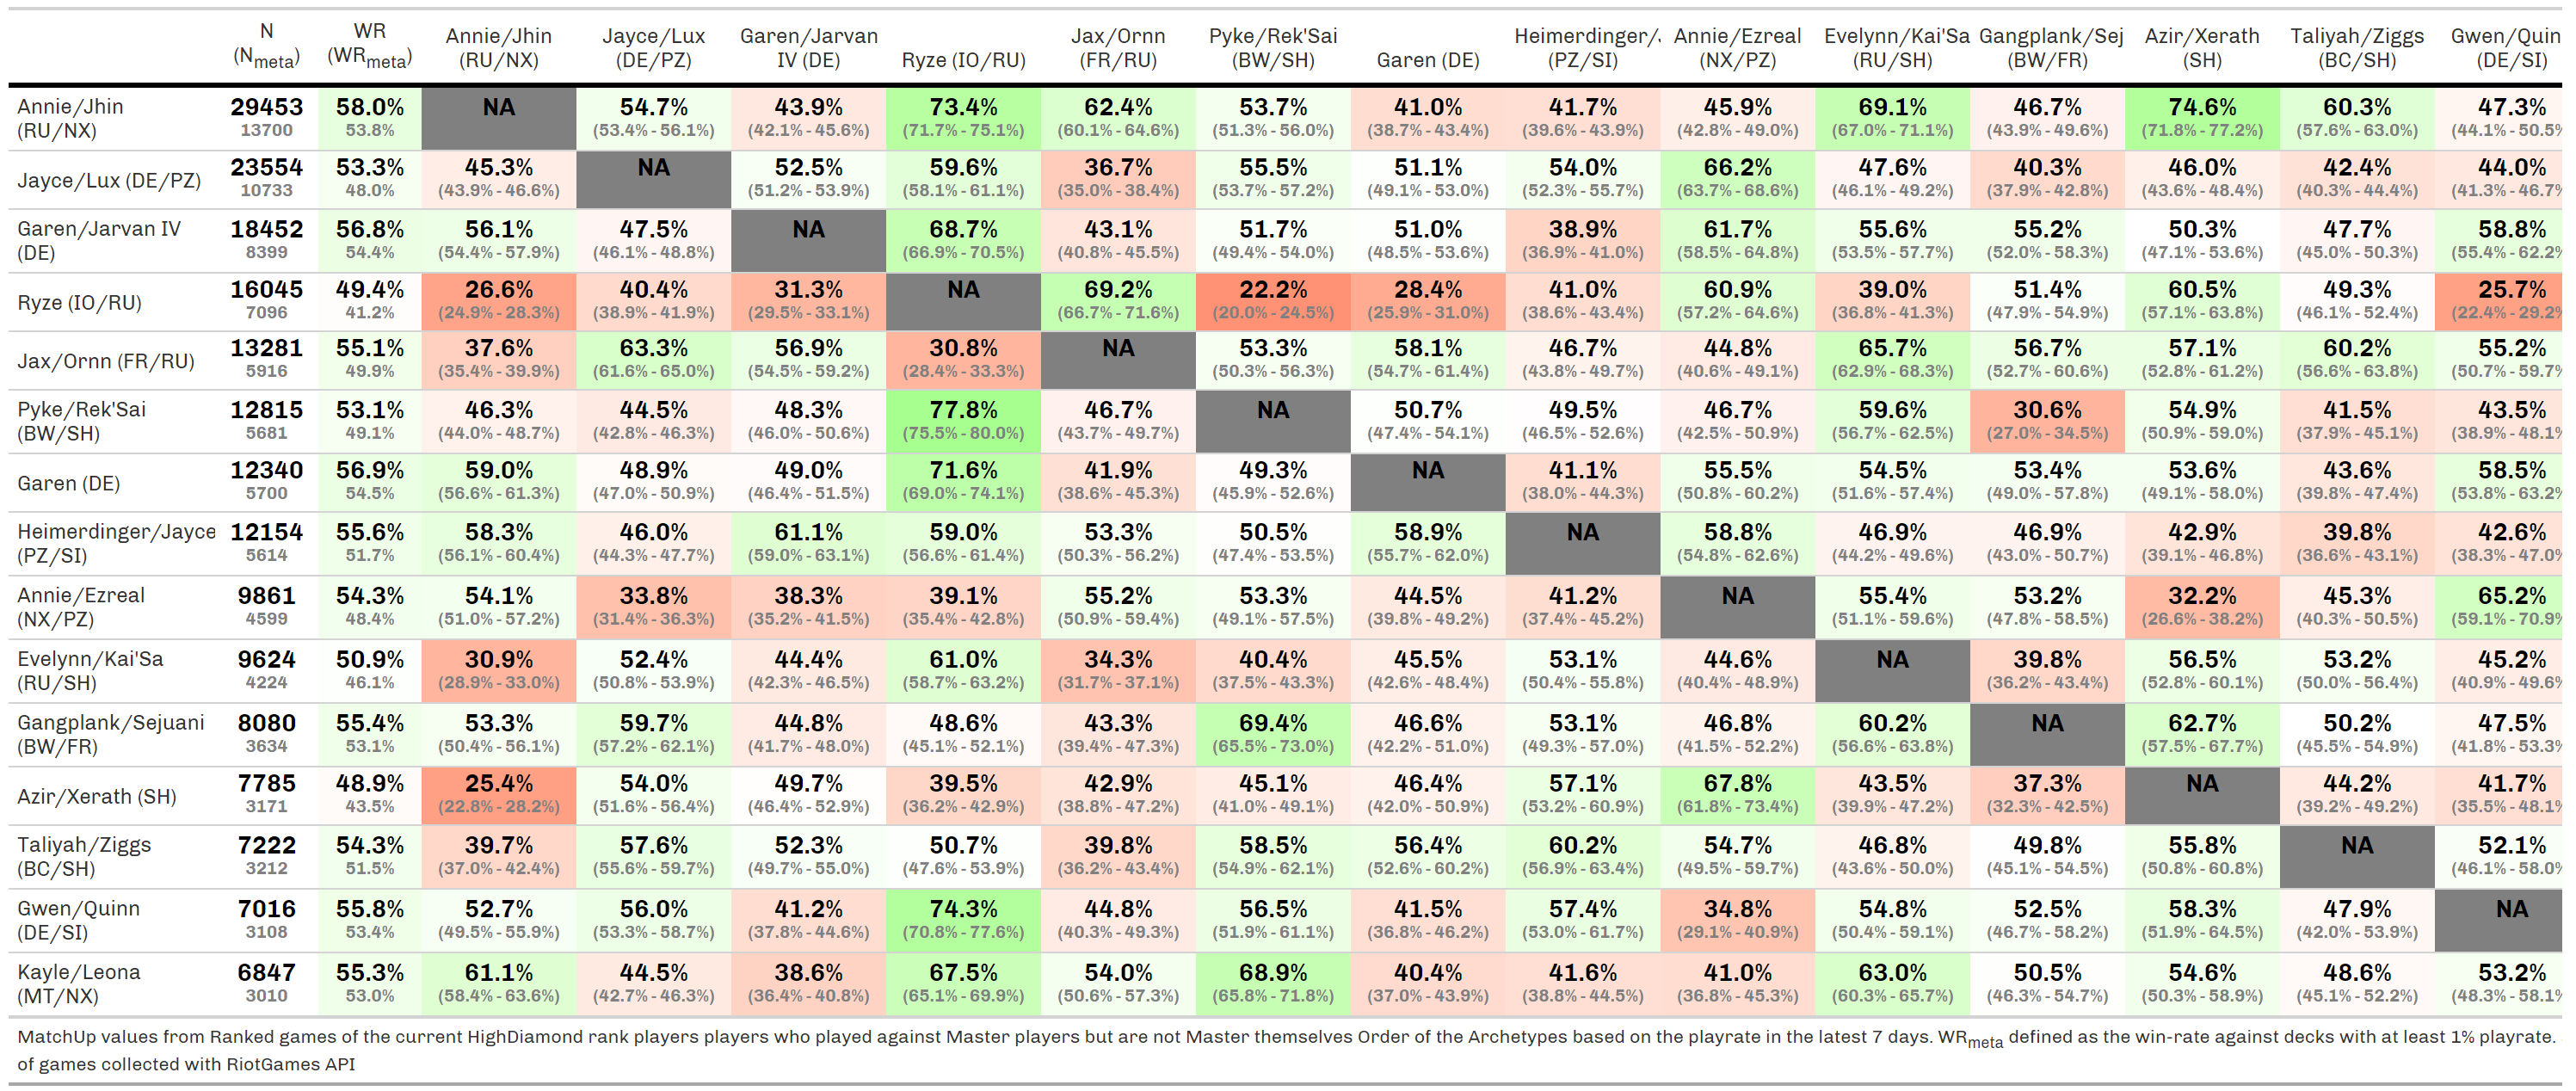 N WR Annie/Jhin Jayce/Lux Garen/Jarvan Ryze (IO/RU) Jax/Ornn Pyke/Rek'Sai Garen (DE) Heimerdinger/. Annie/Ezreal Evelynn/Kai'Sa Gangplank/Sej Azir/Xerath Taliyah/Ziggs Gwen/Quin
(Nmeta) (WRmeta) (RU/NX) (DE/PZ) IV (DE) (FR/RU) (BW/SH) (PZ/SI) (NX/PZ) (RU/SH) (BW/FR) (SH) (BC/SH) (DE/SI)
Annie/Jhin 29453 58.0% NA 54.7% 43.9% 73.4% 62.4% 53.7% 41.0% 41.7% 45.9% 69.1% 46.7% 74.6% 60.3% 47.3%
(RU/NX) 13700 53.8% (53.4% - 56.1%) (42.1% - 45.6%) (71.7% - 75.1%) (60.1% - 64.6%) (51.3% - 56.0%) (38.7% - 43.4%) (39.6% - 43.9%) (42.8% - 49.0%) (67.0% - 71.1%) (43.9% - 49.6%) (71.8% - 77.2%) (57.6% - 63.0%) (44.1% - 50.5%
Jayce/Lux (DE/PZ) 23554 53.3% 45.3% NA 52.5% 59.6% 36.7% 55.5% 51.1% 54.0% 66.2% 47.6% 40.3% 46.0% 42.4% 44.0%
10733 48.0% (43.9% - 46.6%) (51.2% - 53.9%) (58.1% - 61.1%) (35.0% - 38.4%) (53.7% - 57.2%) (49.1% - 53.0%) (52.3% - 55.7%) (63.7% - 68.6%) (46.1% - 49.2%) (37.9% - 42.8%) (43.6% - 48.4%) (40.3% - 44.4%) (41.3% - 46.7%
Garen/Jarvan IV 18452 56.8% 56.1% 47.5% NA 68.7% 43.1% 51.7% 51.0% 38.9% 61.7% 55.6% 55.2% 50.3% 47.7% 58.8%
(DE) 8399 54.4% (54.4% - 57.9%) (46.1% - 48.8%) (66.9% - 70.5%) (40.8% - 45.5%) (49.4% - 54.0%) (48.5% - 53.6%) (36.9% - 41.0%) (58.5% - 64.8%) (53.5% - 57.7%) (52.0% - 58.3%) (47.1% - 53.6%) (45.0% - 50.3%) (55.4% - 62.2%
Ryze (IO/RU) 16045 49.4% 26.6% 40.4% 31.3% NA 69.2% 22.2% 28.4% 41.0% 60.9% 39.0% 51.4% 60.5% 49.3% 25.7%
7096 41.2% (24.9% - 28.3%) (38.9% - 41.9%) (29.5% - 33.1%) (66.7% - 71.6%) (20.0% - 24.5%) (25.9% - 31.0%) (38.6% - 43.4%) (57.2% - 64.6%) (36.8% - 41.3%) (47.9% - 54.9%) (57.1% - 63.8%) (46.1% - 52.4%) (22.4% - 29.2%
Jax/Ornn (FR/RU) 13281 55.1% 37.6% 63.3% 56.9% 30.8% NA 53.3% 58.1% 46.7% 44.8% 65.7% 56.7% 57.1% 60.2% 55.2%
5916 49.9% (35.4% - 39.9%) (61.6% - 65.0%) (54.5% - 59.2%) (28.4% - 33.3%) (50.3% - 56.3%) (54.7% - 61.4%) (43.8% - 49.7%) (40.6% - 49.1%) (62.9% - 68.3%) (52.7% - 60.6%) (52.8% - 61.2%) (56.6% - 63.8%) (50.7% - 59.7%
Pyke/Rek'Sai 12815 53.1% 46.3% 44.5% 48.3% 77.8% 46.7% NA 50.7% 49.5% 46.7% 59.6% 30.6% 54.9% 41.5% 43.5%
(BW/SH) 5681 49.1% (44.0% - 48.7%) (42.8% - 46.3%) (46.0% - 50.6%) (75.5% - 80.0%) (43.7% - 49.7%) (47.4% - 54.1%) (46.5% - 52.6%) (42.5% - 50.9%) (56.7% - 62.5%) (27.0% - 34.5%) (50.9% - 59.0%) (37.9% - 45.1%) (38.9% - 48.1%
Garen (DE) 12340 56.9% 59.0% 48.9% 49.0% 71.6% 41.9% 49.3% NA 41.1% 55.5% 54.5% 53.4% 53.6% 43.6% 58.5%
5700 54.5% (56.6% - 61.3%) (47.0% - 50.9%) (46.4% - 51.5%) (69.0% - 74.1%) (38.6% - 45.3%) (45.9% - 52.6%) (38.0% - 44.3%) (50.8% - 60.2%) (51.6% - 57.4%) (49.0% - 57.8%) (49.1% - 58.0%) (39.8% - 47.4%) (53.8% - 63.2%
Heimerdinger/Jayce 12154 55.6% 58.3% 46.0% 61.1% 59.0% 53.3% 50.5% 58.9% NA 58.8% 46.9% 46.9% 42.9% 39.8% 42.6%
(PZ/SI) 5614 51.7% (56.1% - 60.4%) (44.3% - 47.7%) (59.0% - 63.1%) (56.6% - 61.4%) (50.3% - 56.2%) (47.4% - 53.5%) (55.7% - 62.0%) (54.8% - 62.6%) (44.2% - 49.6%) (43.0% - 50.7%) (39.1% - 46.8%) (36.6% - 43.1%) (38.3% - 47.0%
Annie/Ezreal 9861 54.3% 54.1% 33.8% 38.3% 39.1% 55.2% 53.3% 44.5% 41.2% NA 55.4% 53.2% 32.2% 45.3% 65.2%
(NX/PZ) 4599 48.4% (51.0% - 57.2%) (31.4% - 36.3%) (35.2% - 41.5%) (35.4% - 42.8%) (50.9% - 59.4%) (49.1% - 57.5%) (39.8% - 49.2%) (37.4% - 45.2%) (51.1% - 59.6%) (47.8% - 58.5%) (26.6% - 38.2%) (40.3% - 50.5%) (59.1% - 70.9%
Evelynn/Kai'Sa 9624 50.9% 30.9% 52.4% 44.4% 61.0% 34.3% 40.4% 45.5% 53.1% 44.6% NA 39.8% 56.5% 53.2% 45.2%
(RU/SH) 4224 46.1% (28.9% - 33.0%) (50.8% - 53.9%) (42.3% - 46.5%) (58.7% - 63.2%) (31.7% - 37.1%) (37.5% - 43.3%) (42.6% - 48.4%) (50.4% - 55.8%) (40.4% - 48.9%) (36.2% - 43.4%) (52.8% - 60.1%) (50.0% - 56.4%) (40.9% - 49.6%
Gangplank/Sejuani 8080 55.4% 53.3% 59.7% 44.8% 48.6% 43.3% 69.4% 46.6% 53.1% 46.8% 60.2% NA 62.7% 50.2% 47.5%
(BW/FR) 3634 53.1% (50.4% - 56.1%) (57.2% - 62.1%) (41.7% - 48.0%) (45.1% - 52.1%) (39.4% - 47.3%) (65.5% - 73.0%) (42.2% - 51.0%) (49.3% - 57.0%) (41.5% - 52.2%) (56.6% - 63.8%) (57.5% - 67.7%) (45.5% - 54.9%) (41.8% - 53.3%
Azir/Xerath (SH) 7785 48.9% 25.4% 54.0% 49.7% 39.5% 42.9% 45.1% 46.4% 57.1% 67.8% 43.5% 37.3% NA 44.2% 41.7%
3171 43.5% (22.8% - 28.2%) (51.6% - 56.4%) (46.4% - 52.9%) (36.2% - 42.9%) (38.8% - 47.2%) (41.0% - 49.1%) (42.0% - 50.9%) (53.2% - 60.9%) (61.8% - 73.4%) (39.9% - 47.2%) (32.3% - 42.5%) (39.2% - 49.2%) (35.5% - 48.1%
Taliyah/Ziggs 7222 54.3% 39.7% 57.6% 52.3% 50.7% 39.8% 58.5% 56.4% 60.2% 54.7% 46.8% 49.8% 55.8% NA 52.1%
(BC/SH) 3212 51.5% (37.0% - 42.4%) (55.6% - 59.7%) (49.7% - 55.0%) (47.6% - 53.9%) (36.2% - 43.4%) (54.9% - 62.1%) (52.6% - 60.2%) (56.9% - 63.4%) (49.5% - 59.7%) (43.6% - 50.0%) (45.1% - 54.5%) (50.8% - 60.8%) (46.1% - 58.0%
Gwen/Quinn 7016 55.8% 52.7% 56.0% 41.2% 74.3% 44.8% 56.5% 41.5% 57.4% 34.8% 54.8% 52.5% 58.3% 47.9% NA
(DE/SI) 3108 53.4% (49.5% - 55.9%) (53.3% - 58.7%) (37.8% - 44.6%) (70.8% - 77.6%) (40.3% - 49.3%) (51.9% - 61.1%) (36.8% - 46.2%) (53.0% - 61.7%) (29.1% - 40.9%) (50.4% - 59.1%) (46.7% - 58.2%) (51.9% - 64.5%) (42.0% - 53.9%)
Kayle/Leona 6847 55.3% 61.1% 44.5% 38.6% 67.5% 54.0% 68.9% 40.4% 41.6% 41.0% 63.0% 50.5% 54.6% 48.6% 53.2%
(MT/NX) 3010 53.0% (58.4% - 63.6%) (42.7% - 46.3%) (36.4% - 40.8%) (65.1% - 69.9%) (50.6% - 57.3%) (65.8% - 71.8%) (37.0% - 43.9%) (38.8% - 44.5%) (36.8% - 45.3%) (60.3% - 65.7%) (46.3% - 54.7%) (50.3% - 58.9%) (45.1% - 52.2%) (48.3% - 58.1%
MatchUp values from Ranked games of the current HighDiamond rank players players who played against Master players but are not Master themselves Order of the Archetypes based on the playrate in the latest 7 days. WRmeta defined as the win-rate against decks with at least 1% playrate.
of games collected with RiotGames API